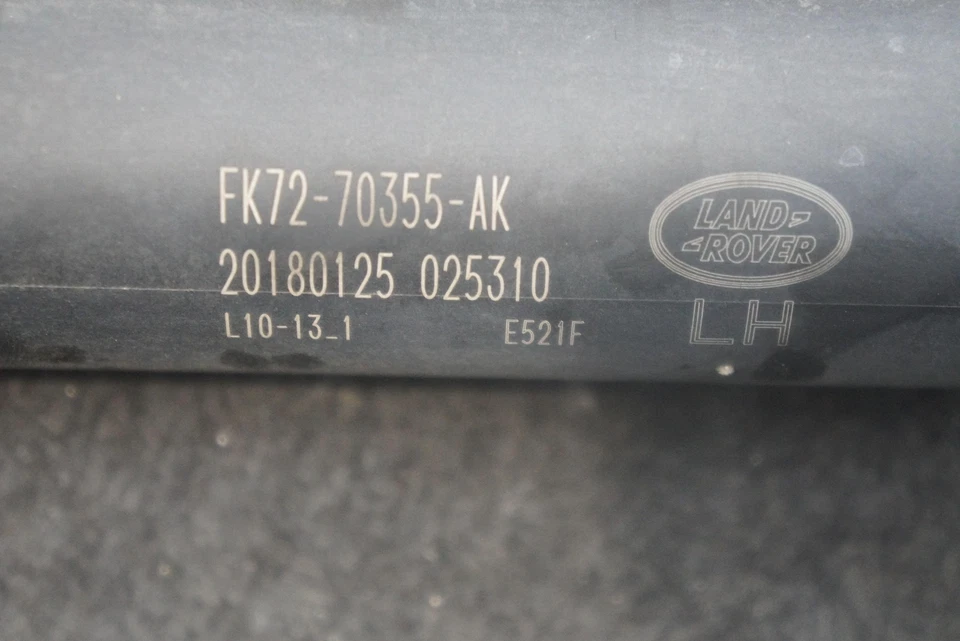 FK72-70355-AK
20180125 025310
L10-13_1 E521F
LAND-
-ROVER
LH